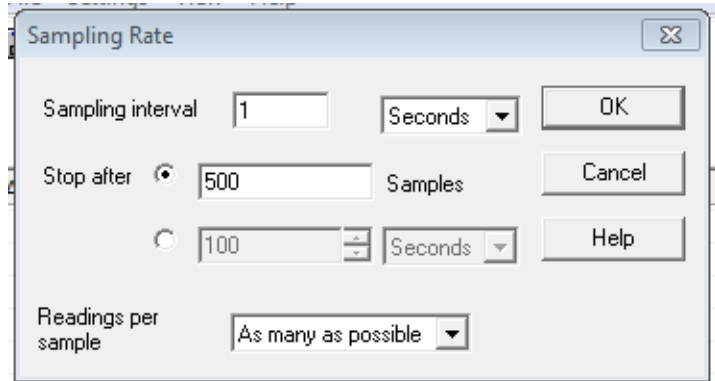 Sampling Rate
Sampling interval 1 Seconds OK
Stop after 500 Samples Cancel
100 Seconds Help
Readings per
sample As many as possible